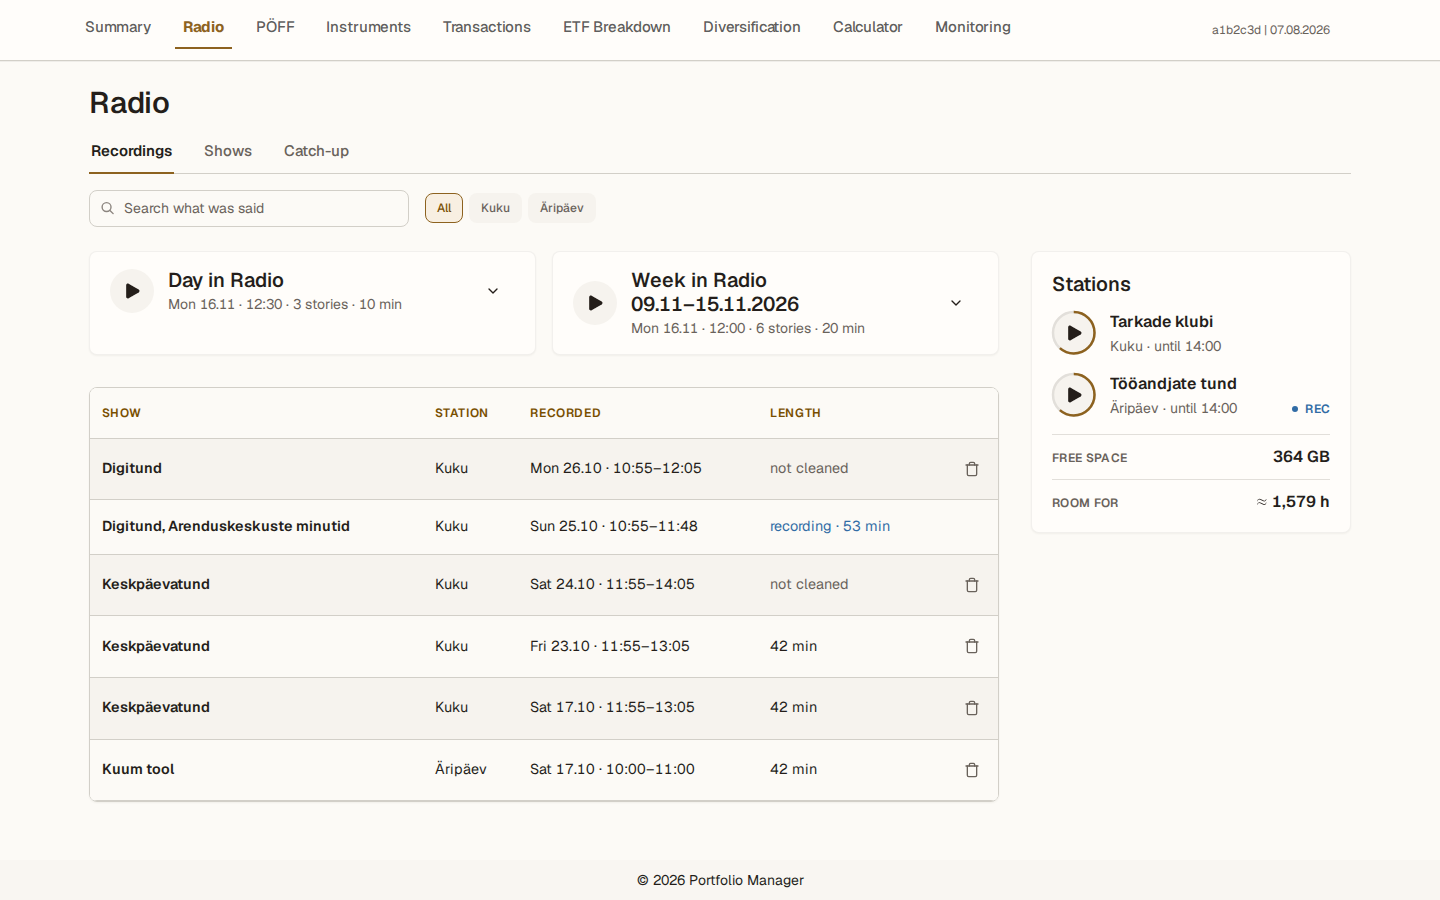 Summary Radio PÖFF Instruments Transactions ETF Breakdown Diversification Calculator Monitoring a1b2c3d | 07.08.2026
Radio
Recordings Shows Catch-up
Search what was said All Kuku Äripäev
Day in Radio
Mon 16.11 · 12:30 · 3 stories · 10 min
Week in Radio
09.11–15.11.2026
Mon 16.11 · 12:00 · 6 stories · 20 min
Stations
Tarkade klubi
Kuku · until 14:00
Tööandjate tund
Äripäev · until 14:00 REC
FREE SPACE 364 GB
ROOM FOR ≈ 1,579 h
SHOW STATION RECORDED LENGTH
Digitund Kuku Mon 26.10 · 10:55–12:05 not cleaned
Digitund, Arenduskeskuste minutid Kuku Sun 25.10 · 10:55–11:48 recording · 53 min
Keskpäevatund Kuku Sat 24.10 · 11:55–14:05 not cleaned
Keskpäevatund Kuku Fri 23.10 · 11:55–13:05 42 min
Keskpäevatund Kuku Sat 17.10 · 11:55–13:05 42 min
Kuum tool Äripäev Sat 17.10 · 10:00–11:00 42 min
© 2026 Portfolio Manager